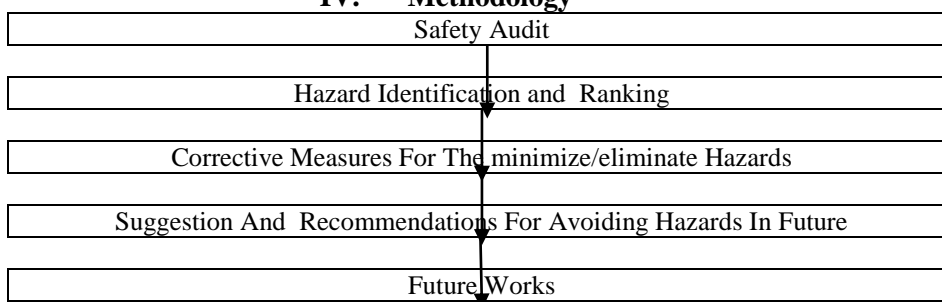 IV. Methodology
Safety Audit
Hazard Identification and Ranking
Corrective Measures For The minimize/eliminate Hazards
Suggestion And Recommendations For Avoiding Hazards In Future
Future Works